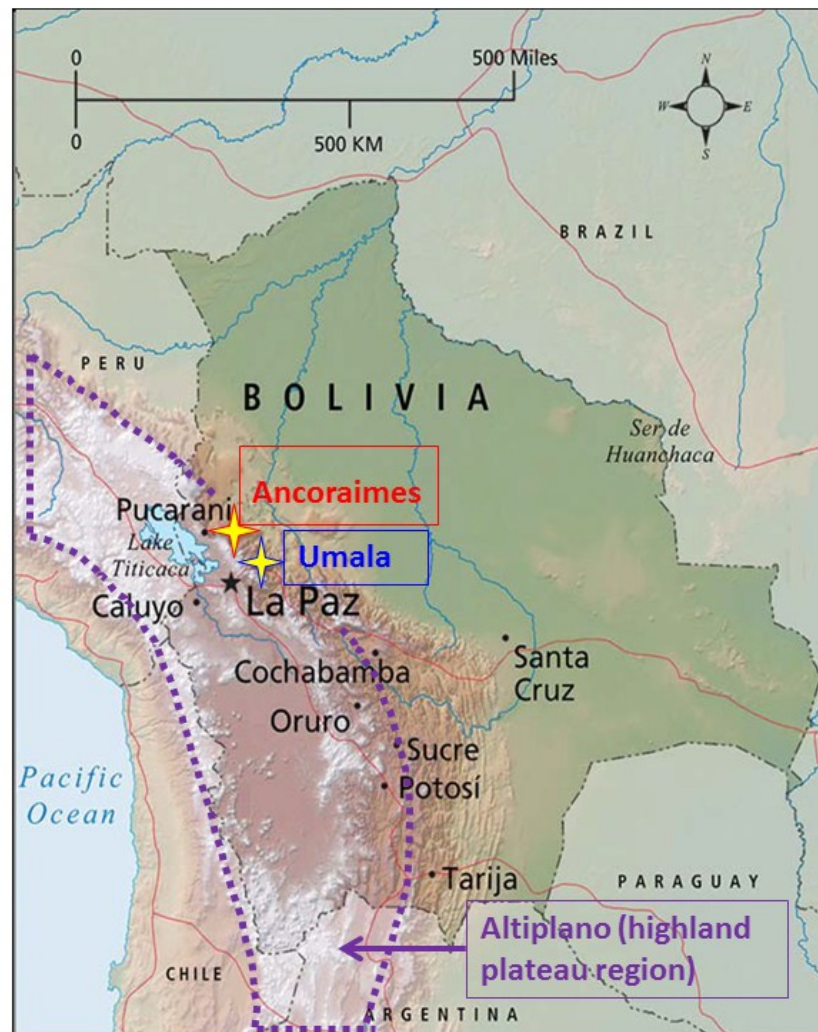 0
500 Miles
0
500 KM
N
W
E
S
BRAZIL
PERU
BOLIVIA
Ser de
Huanchaca
Ancoraimes
Pucarani
Umala
Lake
Titicaca
La Paz
Caluyo
Santa
Cruz
Cochabamba
Oruro
Sucre
Pacific
Ocean
Potosí
Tarija
PARAGUAY
Altiplano (highland
plateau region)
CHILE
ARGENTINA